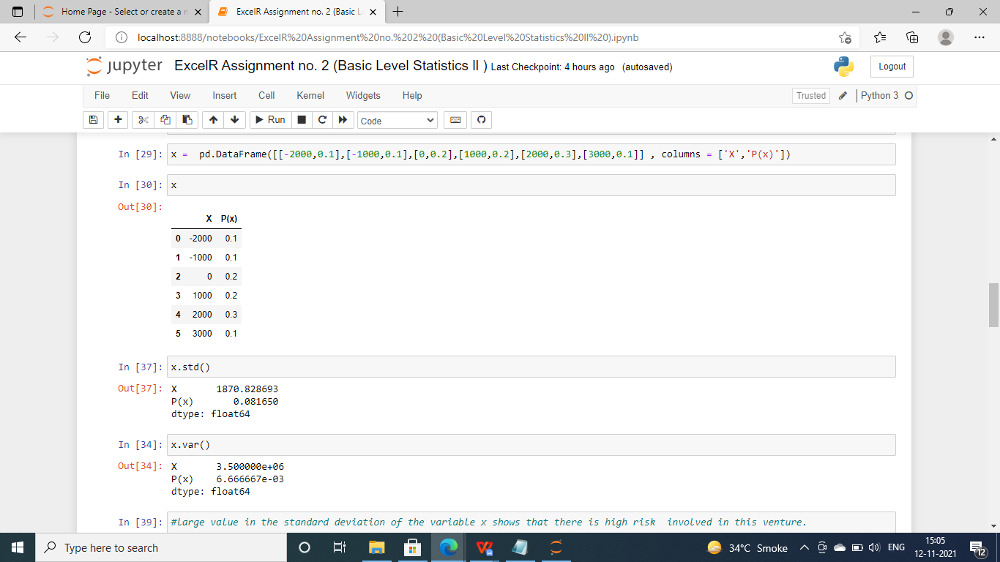 Home Page - Select or create a n
ExcelR Assignment no. 2 (Basic L
localhost:8888/notebooks/ExcelR%20Assignment%20no.%202%20(Basic%20Level%20Statistics%20II%20).ipynb
jupyter ExcelR Assignment no. 2 (Basic Level Statistics II ) Last Checkpoint: 4 hours ago (autosaved)
Logout
File Edit View Insert Cell Kernel Widgets Help
Trusted Python 3
Run Code
In [29]: x =  pd.DataFrame([[-2000,0.1],[-1000,0.1],[0,0.2],[1000,0.2],[2000,0.3],[3000,0.1]] , columns = ['X','P(x)'])
In [30]: x
Out[30]:
X P(x)
0 -2000 0.1
1 -1000 0.1
2 0 0.2
3 1000 0.2
4 2000 0.3
5 3000 0.1
In [37]: x.std()
Out[37]: X 1870.828693
P(x) 0.081650
dtype: float64
In [34]: x.var()
Out[34]: X 3.500000e+06
P(x) 6.666667e-03
dtype: float64
In [39]: #large value in the standard deviation of the variable x shows that there is high risk  involved in this venture.
Type here to search
34°C Smoke
ENG
15:05
12-11-2021
12